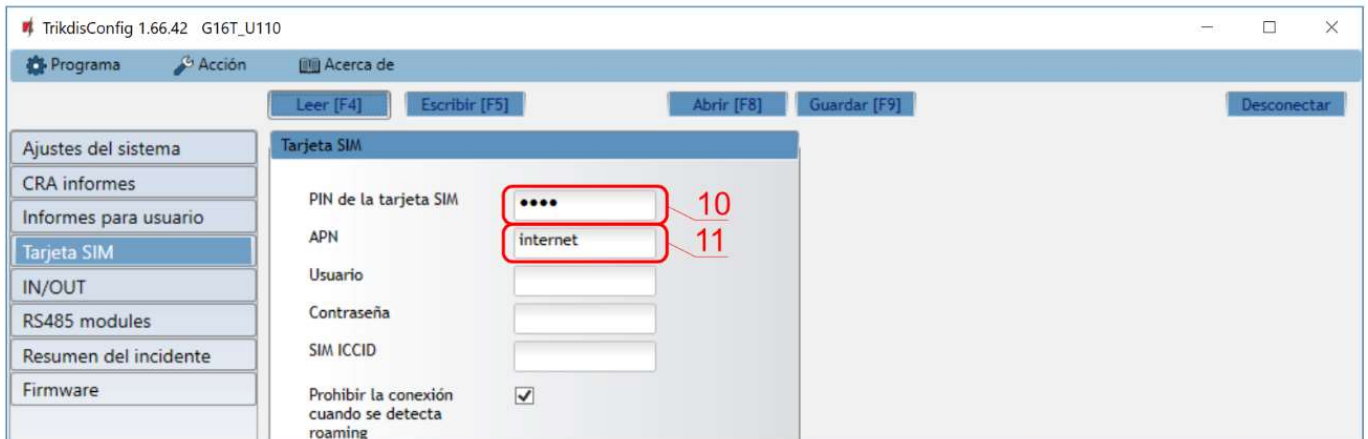 TrikdisConfig 1.66.42 G16T_U110
Programa Acción Acerca de
Leer [F4] Escribir [F5] Abrir [F8] Guardar [F9] Desconectar
Ajustes del sistema
CRA informes
Informes para usuario
Tarjeta SIM
IN/OUT
RS485 modules
Resumen del incidente
Firmware
Tarjeta SIM
PIN de la tarjeta SIM •••• 10
APN internet 11
Usuario
Contraseña
SIM ICCID
Prohibir la conexión
cuando se detecta
roaming